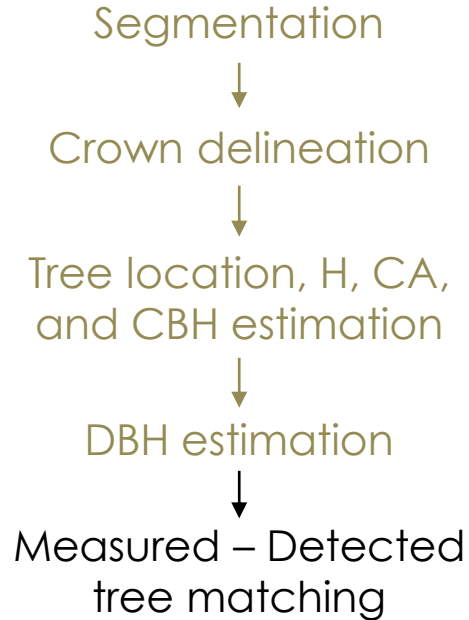 Segmentation
Crown delineation
Tree location, H, CA,
and CBH estimation
DBH estimation
Measured – Detected
tree matching